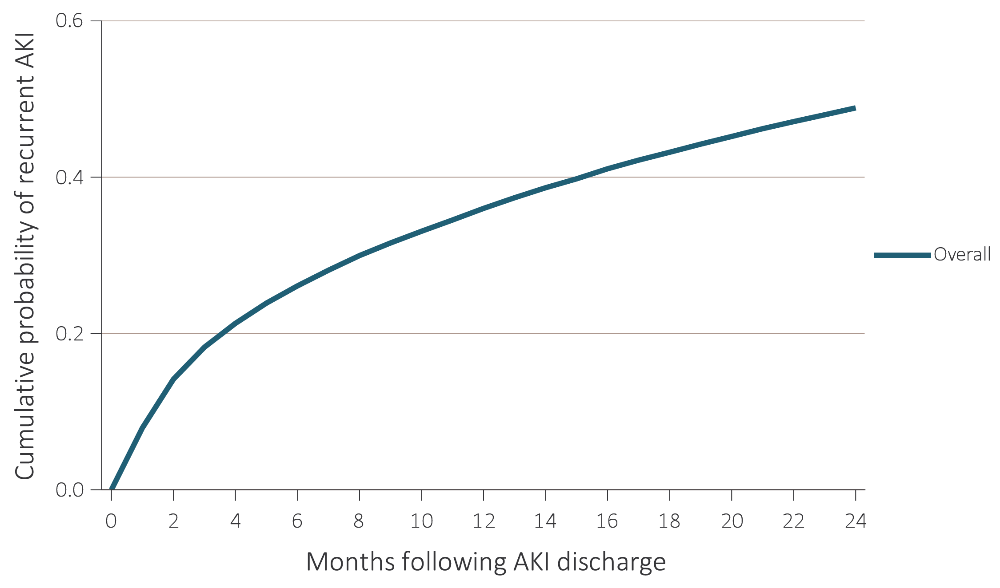 Cumulative probability of recurrent AKI
0.6
0.4
0.2
0.0
0 2 4 6 8 10 12 14 16 18 20 22 24
Months following AKI discharge
Overall